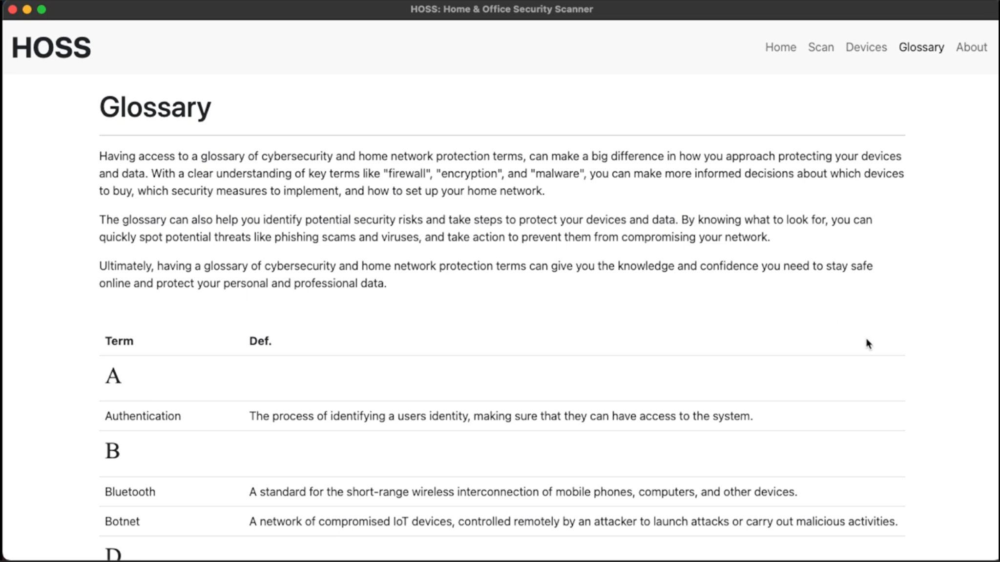 HOSS: Home & Office Security Scanner
HOSS
Home Scan Devices Glossary About
Glossary
Having access to a glossary of cybersecurity and home network protection terms, can make a big difference in how you approach protecting your devices
and data. With a clear understanding of key terms like "firewall", "encryption", and "malware", you can make more informed decisions about which devices
to buy, which security measures to implement, and how to set up your home network.
The glossary can also help you identify potential security risks and take steps to protect your devices and data. By knowing what to look for, you can
quickly spot potential threats like phishing scams and viruses, and take action to prevent them from compromising your network.
Ultimately, having a glossary of cybersecurity and home network protection terms can give you the knowledge and confidence you need to stay safe
online and protect your personal and professional data.
Term Def.
A
Authentication The process of identifying a users identity, making sure that they can have access to the system.
B
Bluetooth A standard for the short-range wireless interconnection of mobile phones, computers, and other devices.
Botnet A network of compromised IoT devices, controlled remotely by an attacker to launch attacks or carry out malicious activities.
D